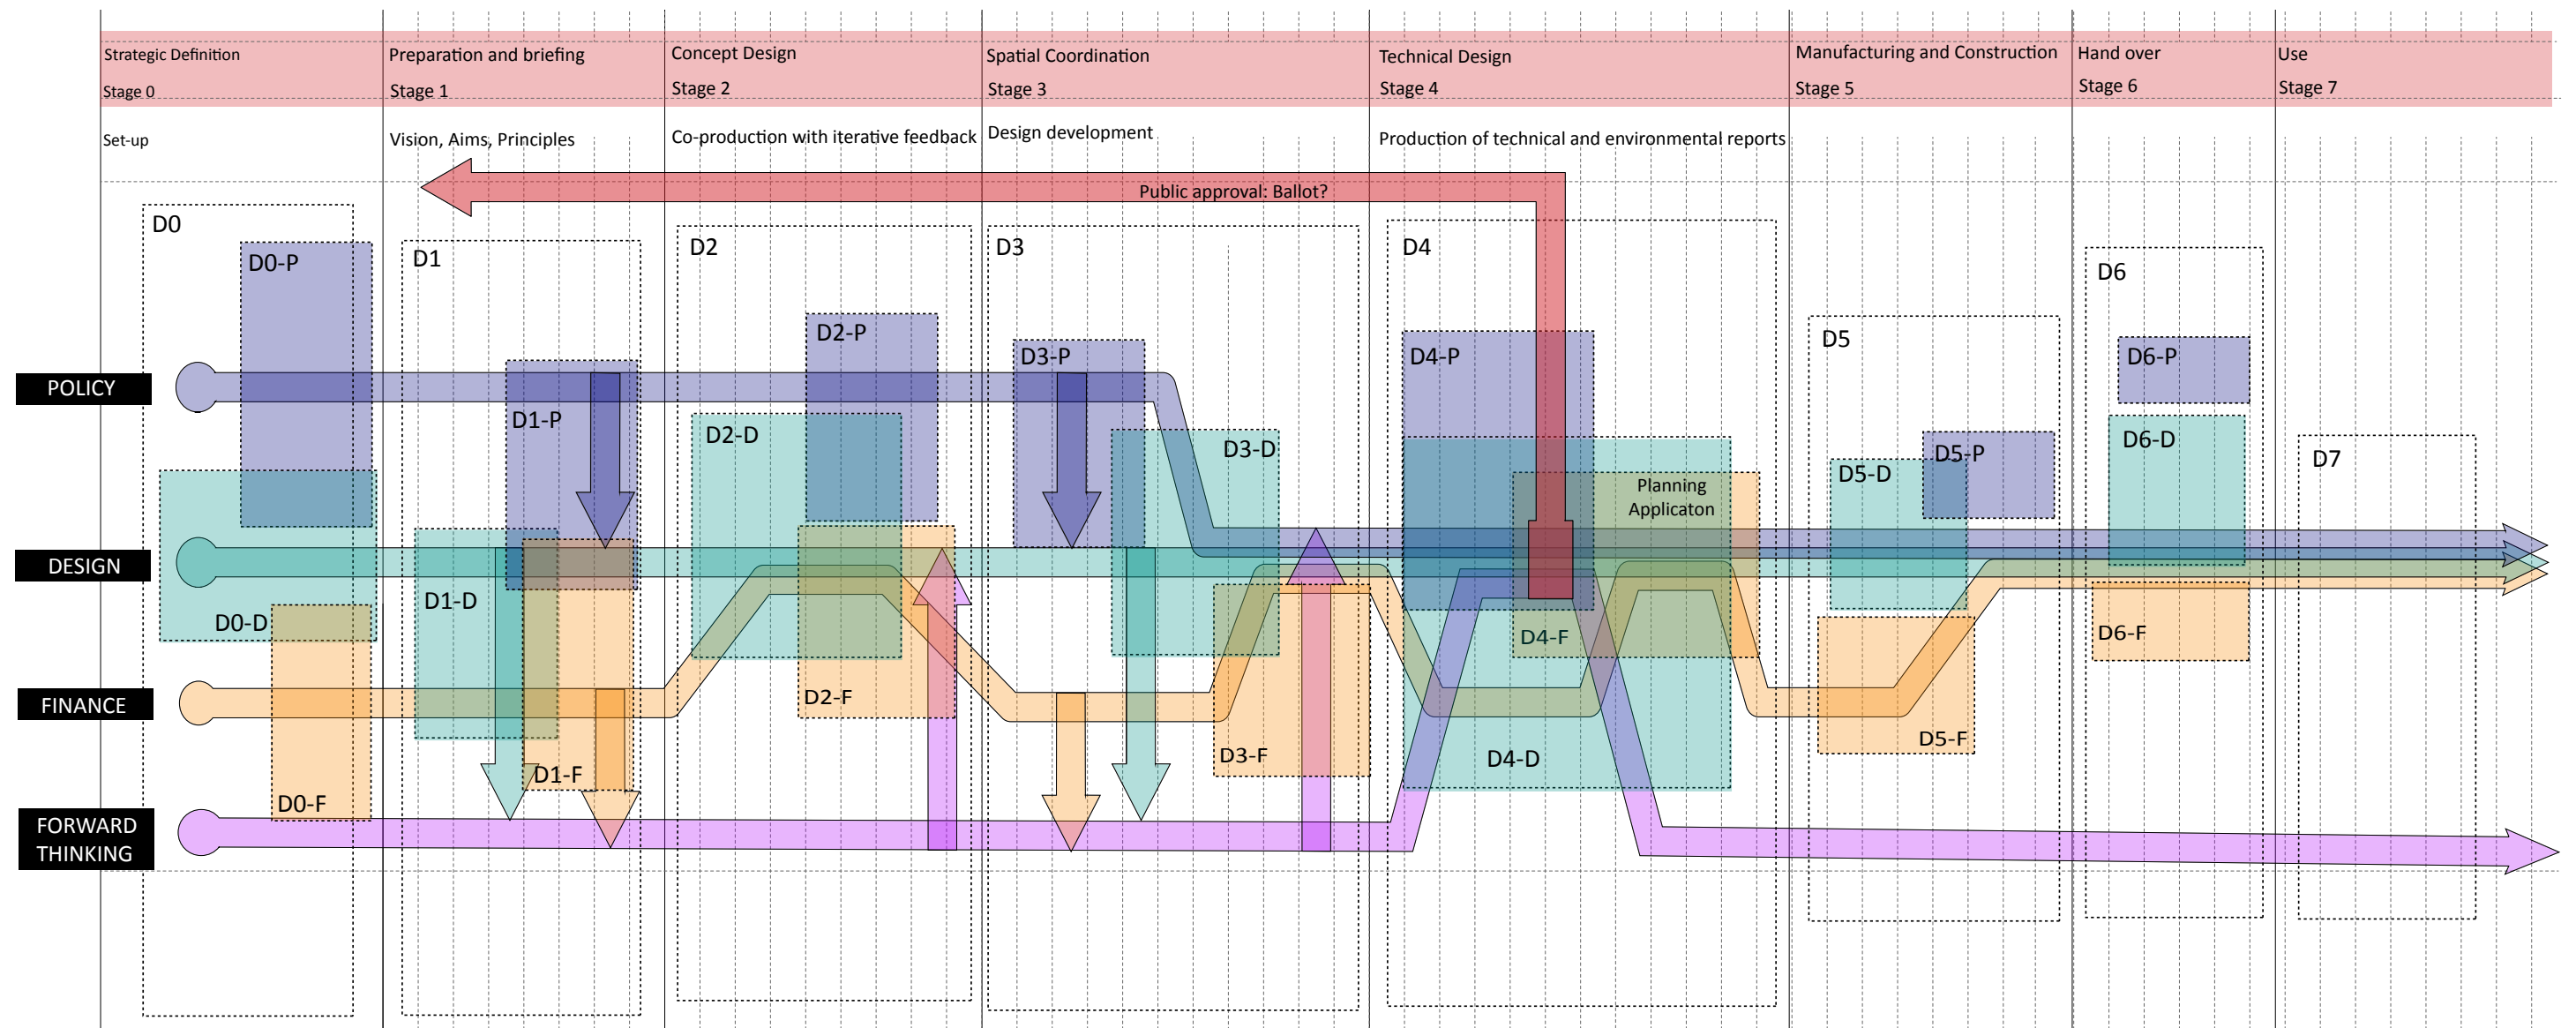 Strategic Definition
Stage 0
Preparation and briefing
Stage 1
Concept Design
Stage 2
Spatial Coordination
Stage 3
Technical Design
Stage 4
Manufacturing and Construction
Stage 5
Hand over
Stage 6
Use
Stage 7
Set-up
Vision, Aims, Principles
Co-production with iterative feedback
Design development
Production of technical and environmental reports
Public approval: Ballot?
POLICY
DESIGN
FINANCE
FORWARD
THINKING
D0
D0-P
D0-D
D0-F
D1
D1-P
D1-D
D1-F
D2
D2-P
D2-D
D2-F
D3
D3-P
D3-D
D3-F
D4
D4-P
Planning
Applicaton
D4-F
D4-D
D5
D5-P
D5-D
D5-F
D6
D6-P
D6-D
D6-F
D7